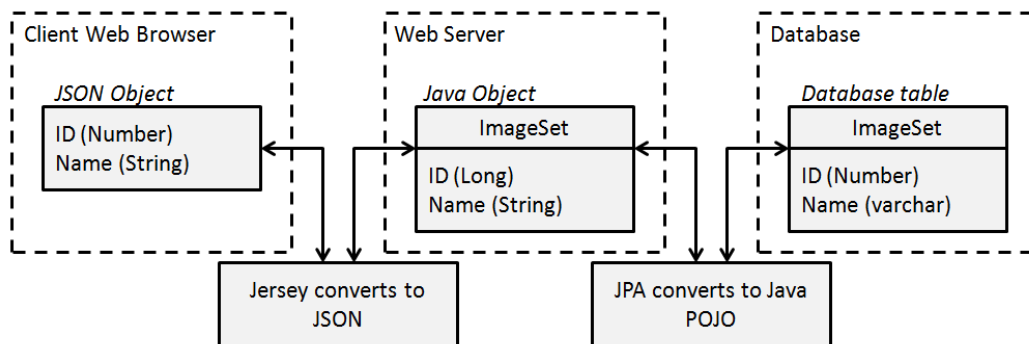 Client Web Browser
JSON Object
ID (Number)
Name (String)
Web Server
Java Object
ImageSet
ID (Long)
Name (String)
Database
Database table
ImageSet
ID (Number)
Name (varchar)
Jersey converts to
JSON
JPA converts to Java
POJO